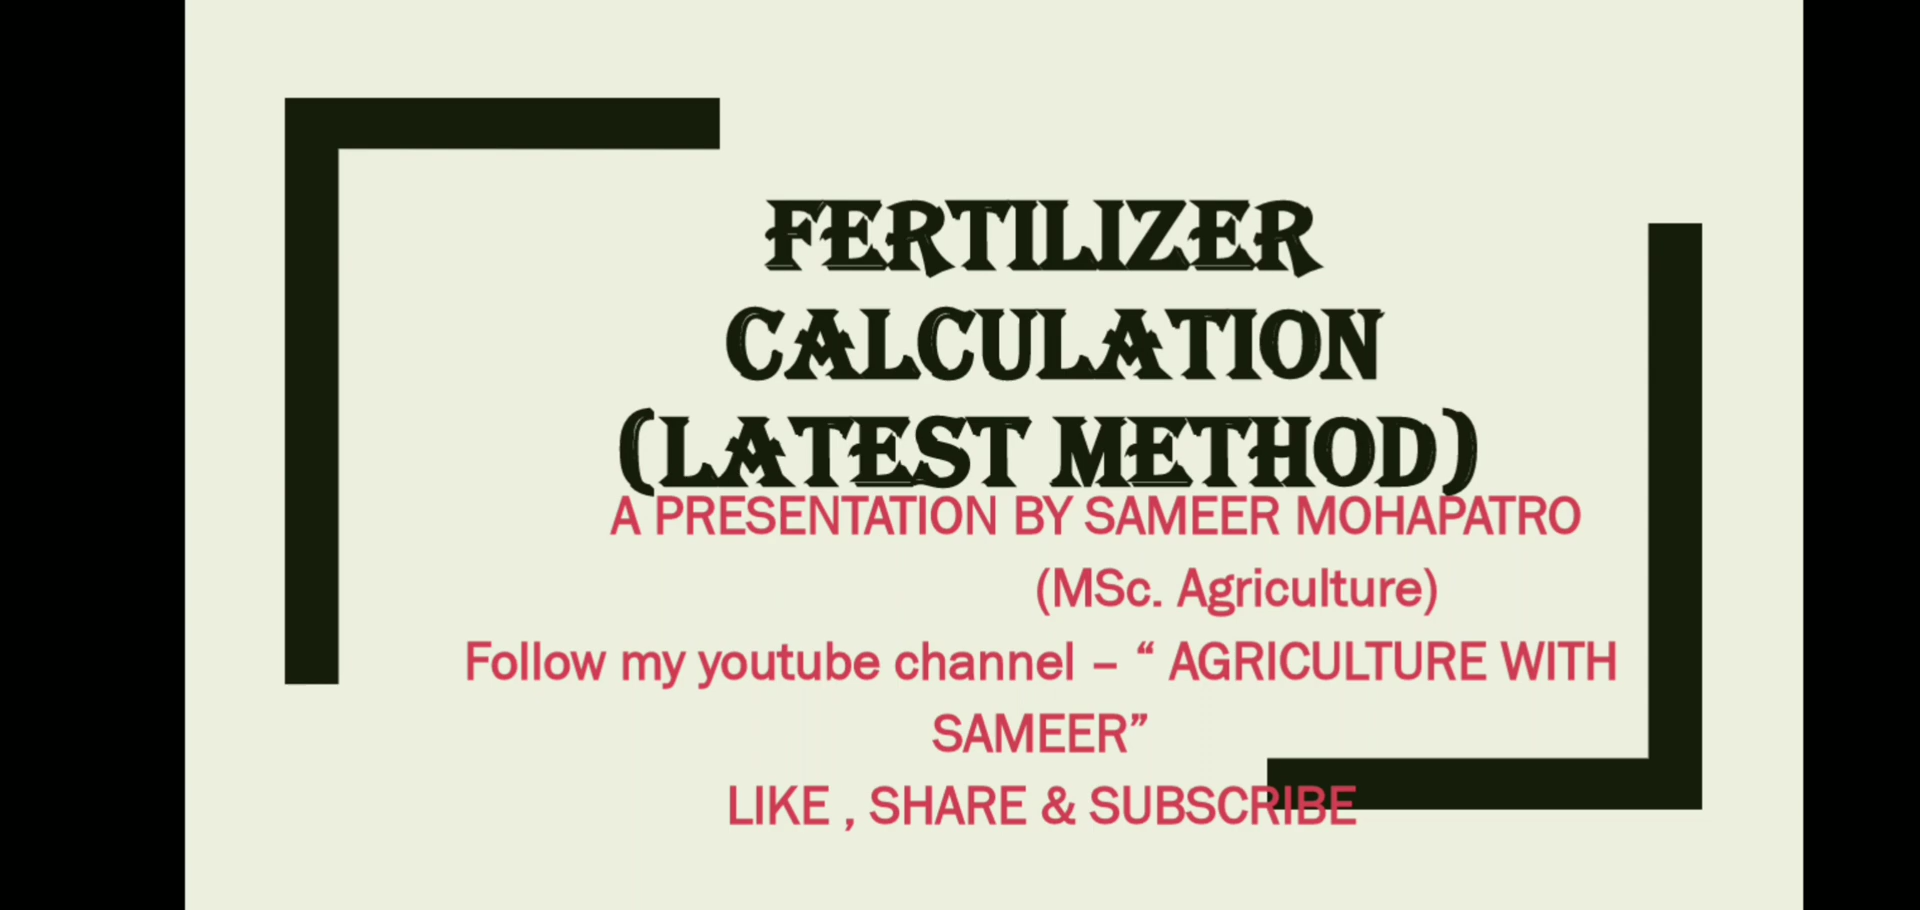 FERTILIZER
CALCULATION
(LATEST METHOD)
A PRESENTATION BY SAMEER MOHAPATRO
(MSc. Agriculture)
Follow my youtube channel – “ AGRICULTURE WITH
SAMEER”
LIKE , SHARE & SUBSCRIBE